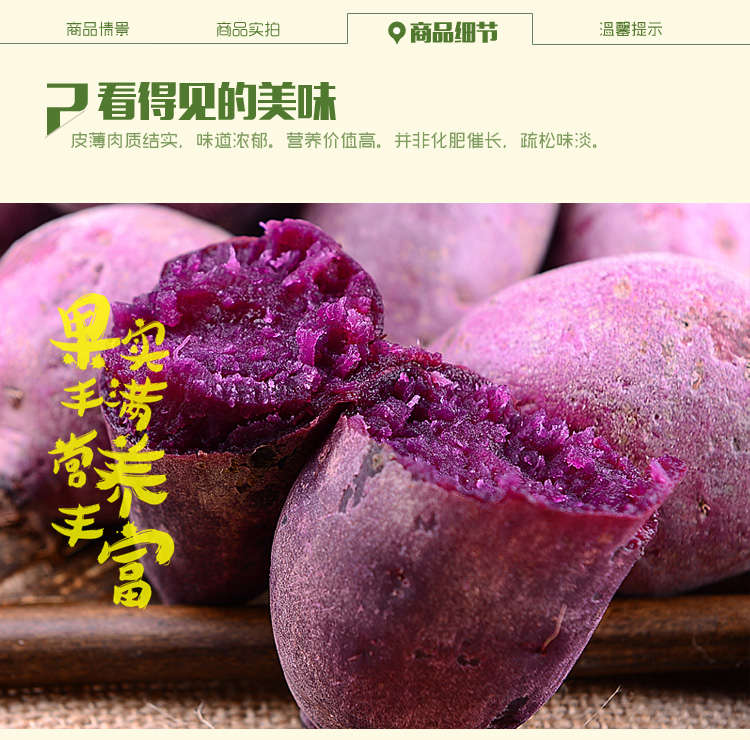 商品情景 商品实拍 商品细节 溫馨提示
看得见的美味
皮薄肉质结实，味道浓郁。营养价值高。并非化肥催长，疏松味淡。
果实
丰满
营养
丰富